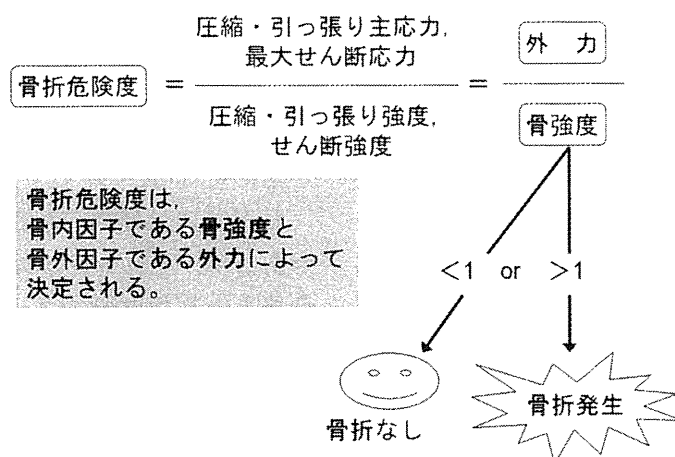 圧縮・引っ張り主応力,
最大せん断応力
外 力
骨折危険度 = =
圧縮・引っ張り強度,
せん断強度
骨強度
骨折危険度は,
骨内因子である骨強度と
骨外因子である外力によって
決定される。
<1 or >1
骨折なし
骨折発生